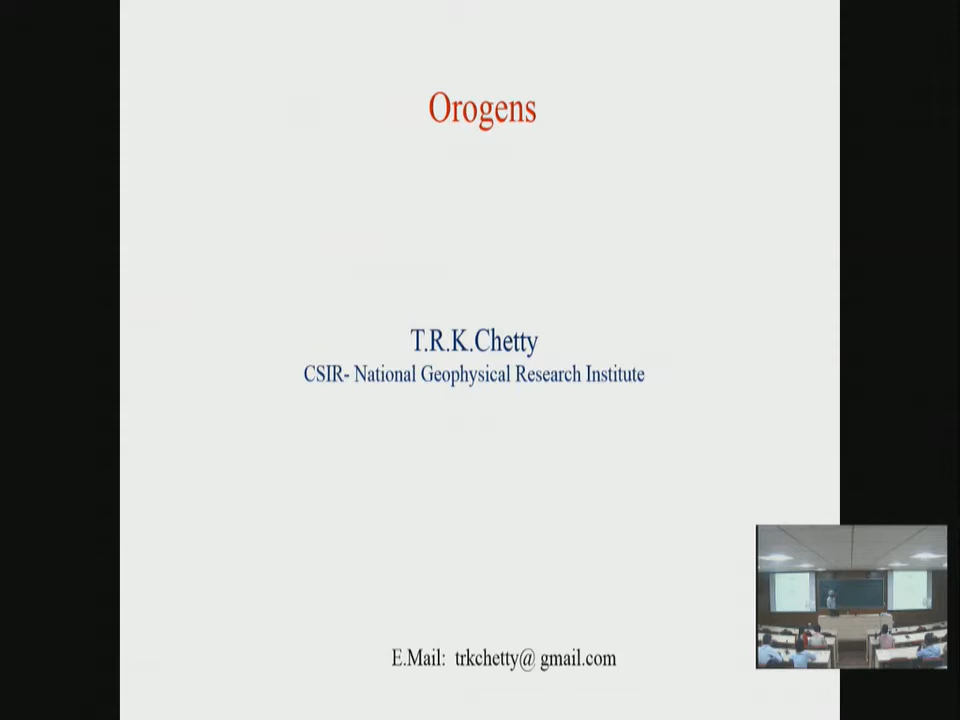 Orogens
T.R.K.Chetty
CSIR- National Geophysical Research Institute
E.Mail: trkchetty@ gmail.com